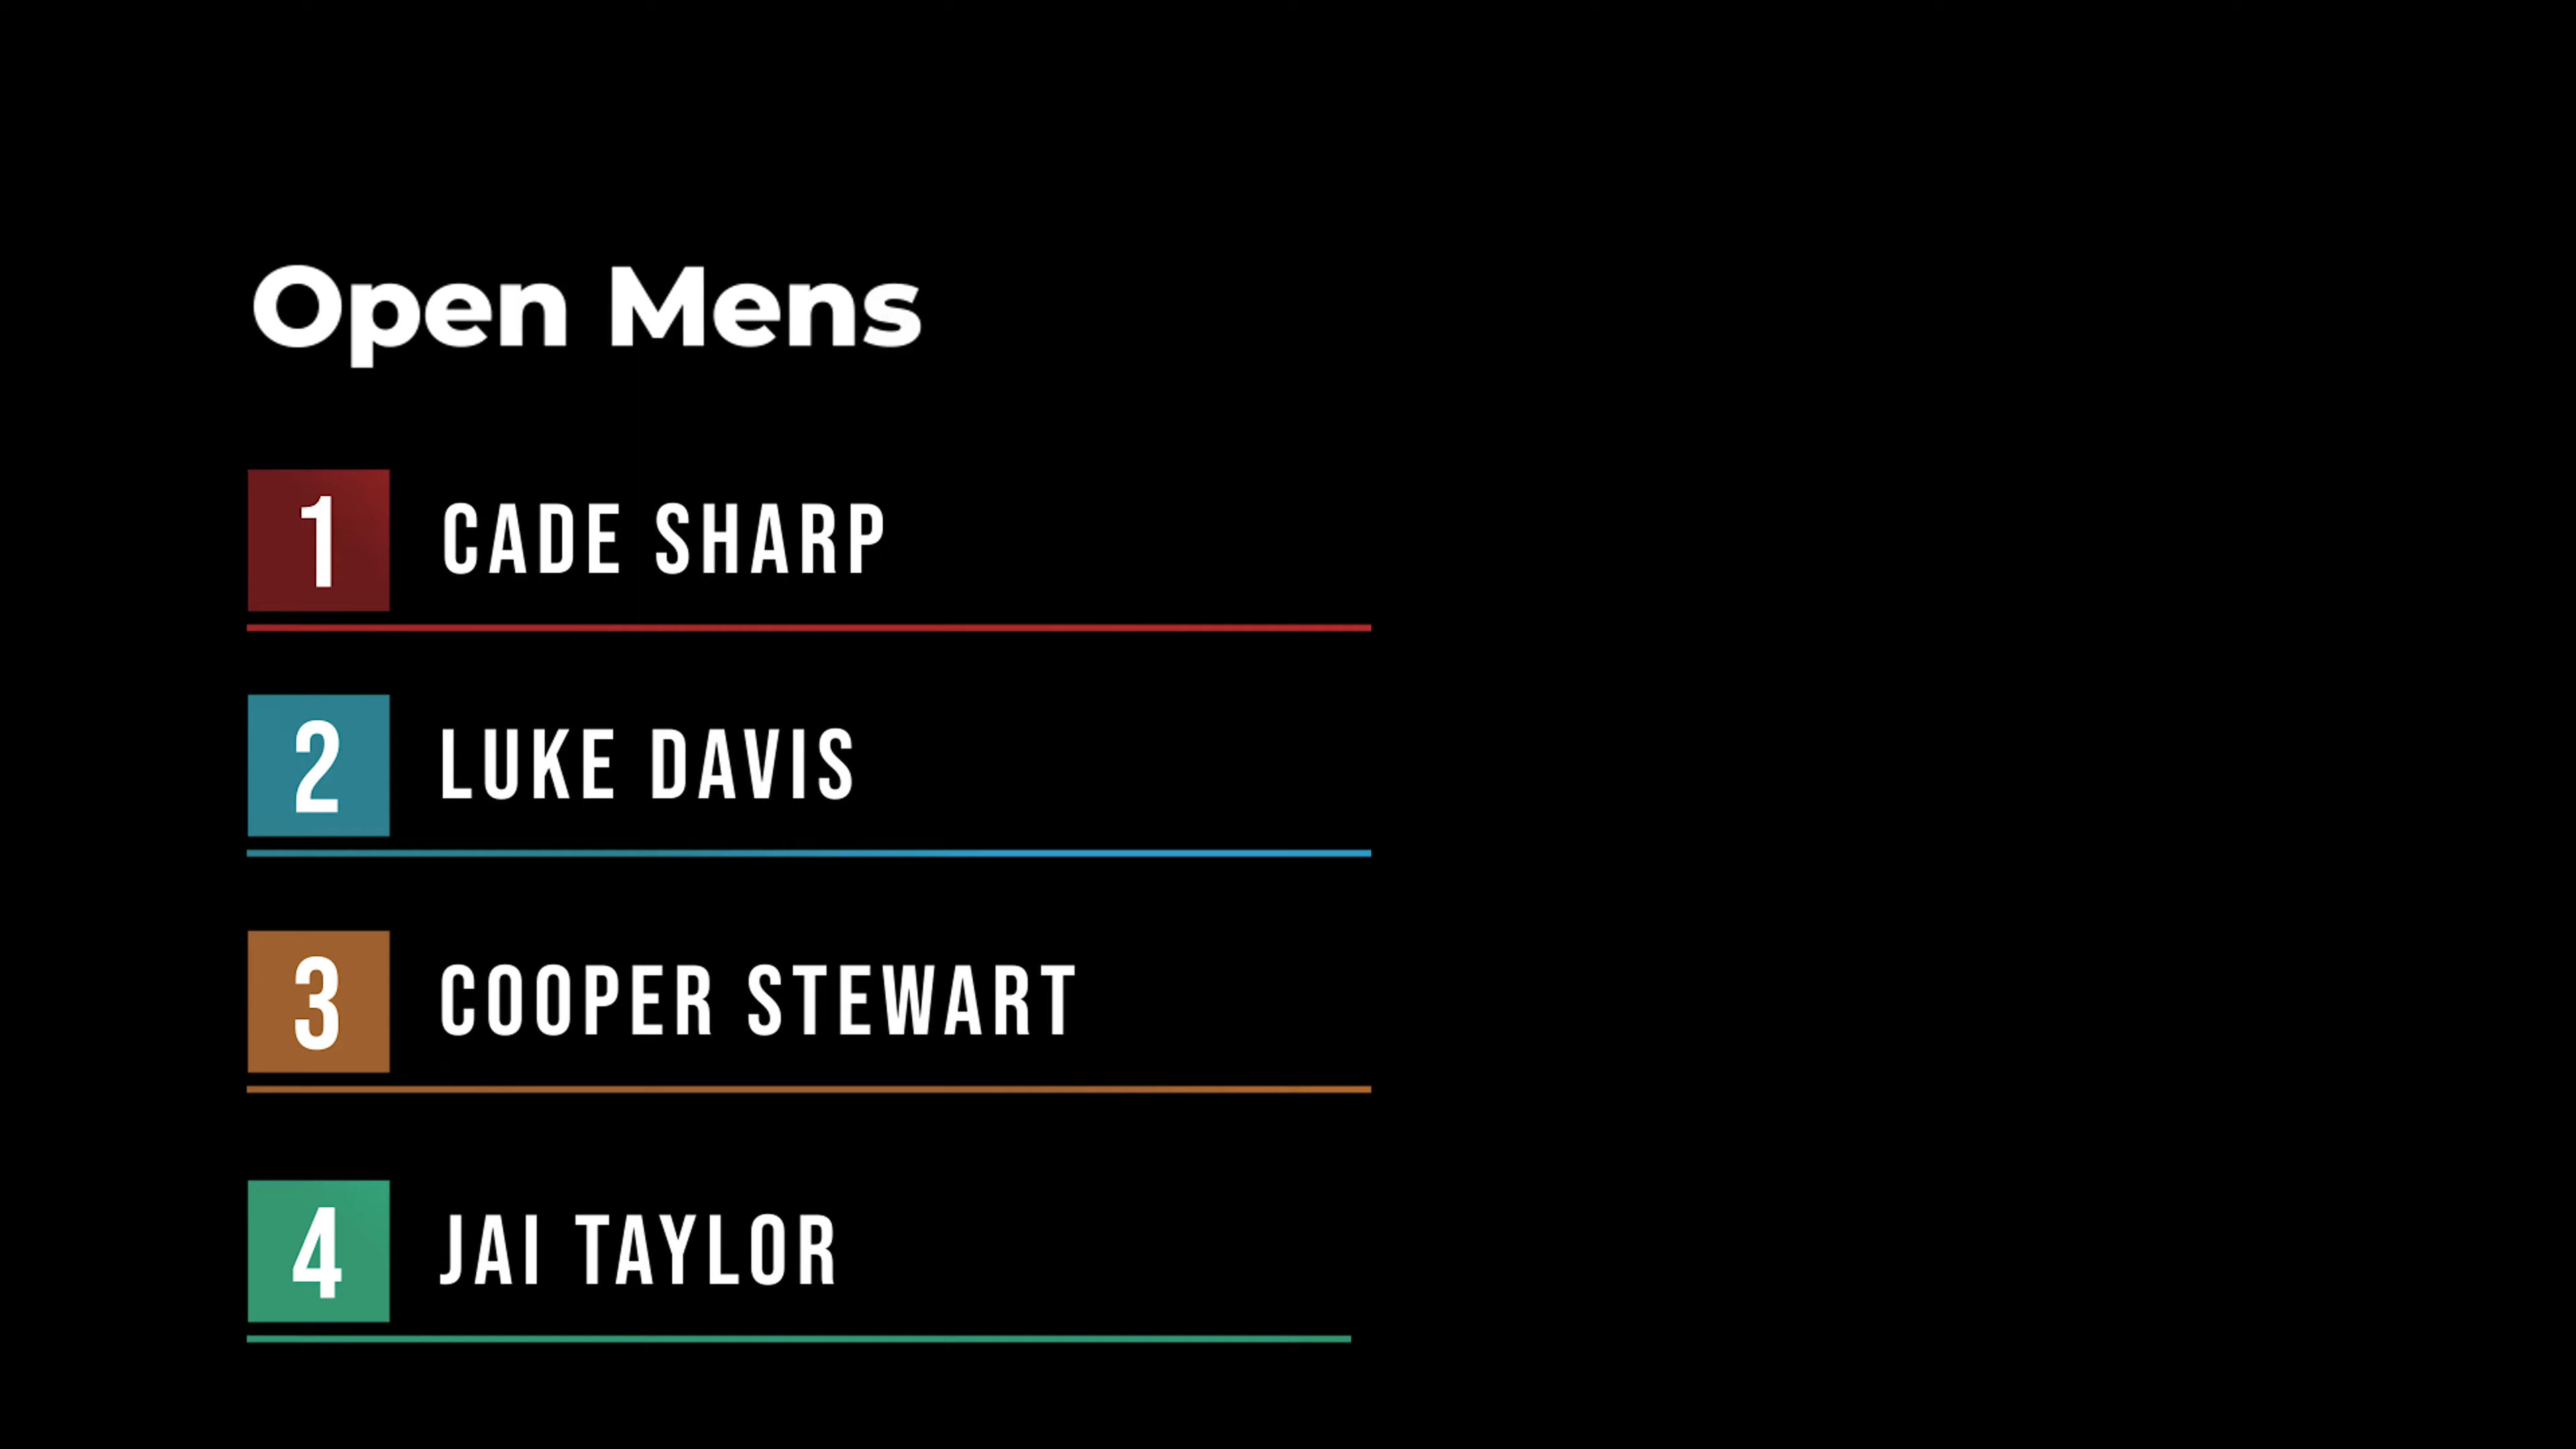 Open Mens
1 CADE SHARP
2 LUKE DAVIS
3 COOPER STEWART
4 JAI TAYLOR